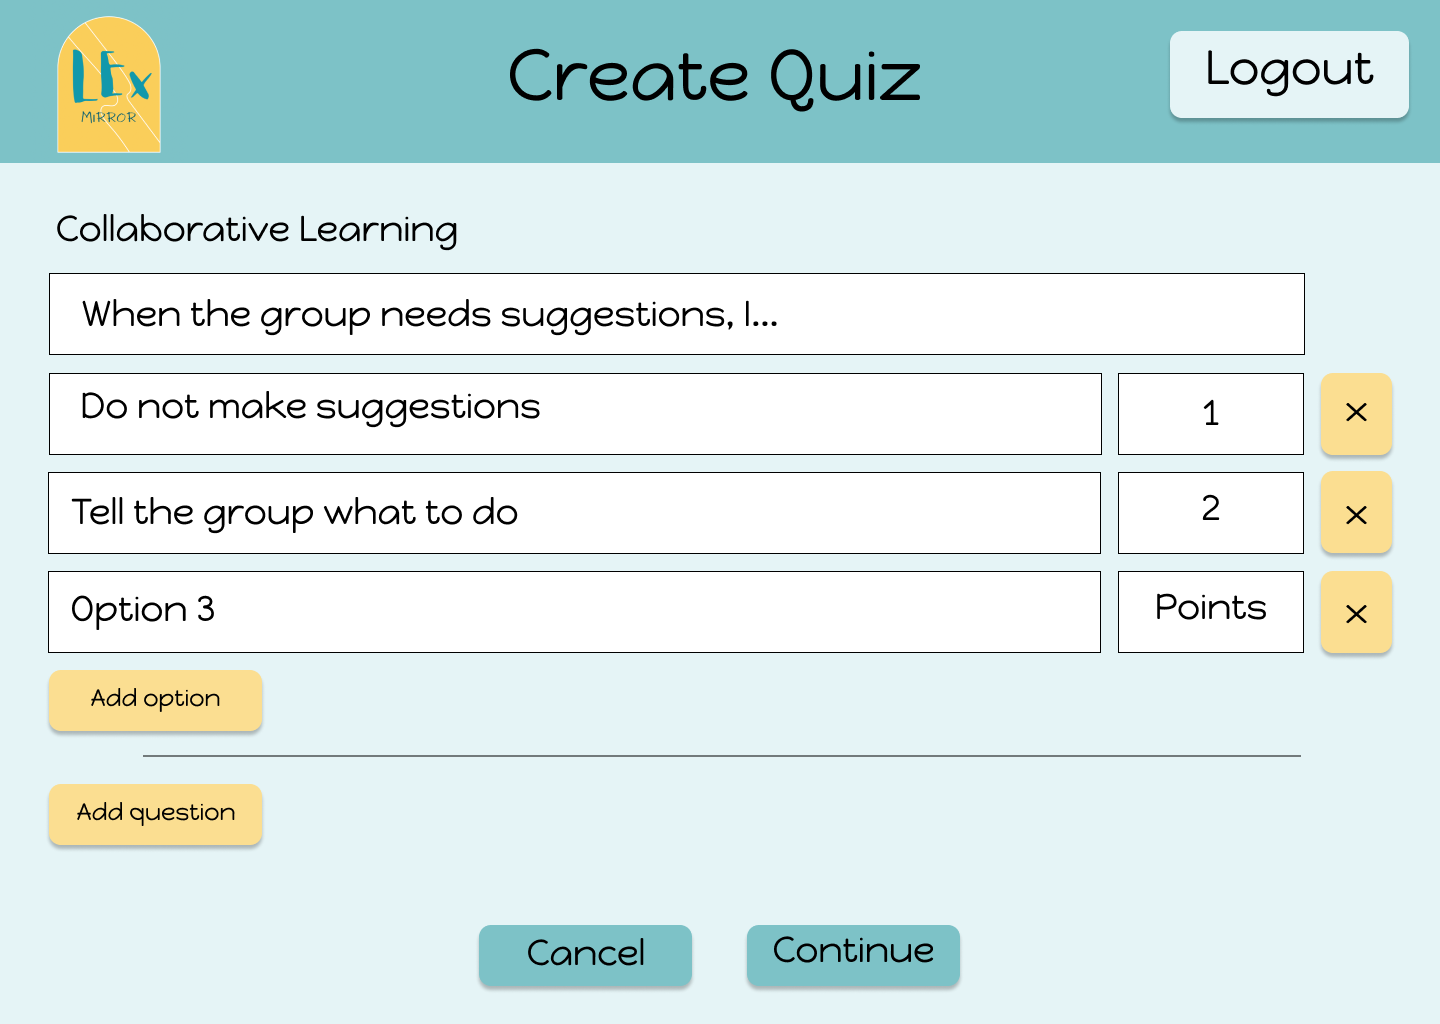 LEx
MIRROR
Create Quiz
Logout
Collaborative Learning
When the group needs suggestions, I...
Do not make suggestions
1
×
Tell the group what to do
2
×
Option 3
Points
×
Add option
Add question
Cancel
Continue